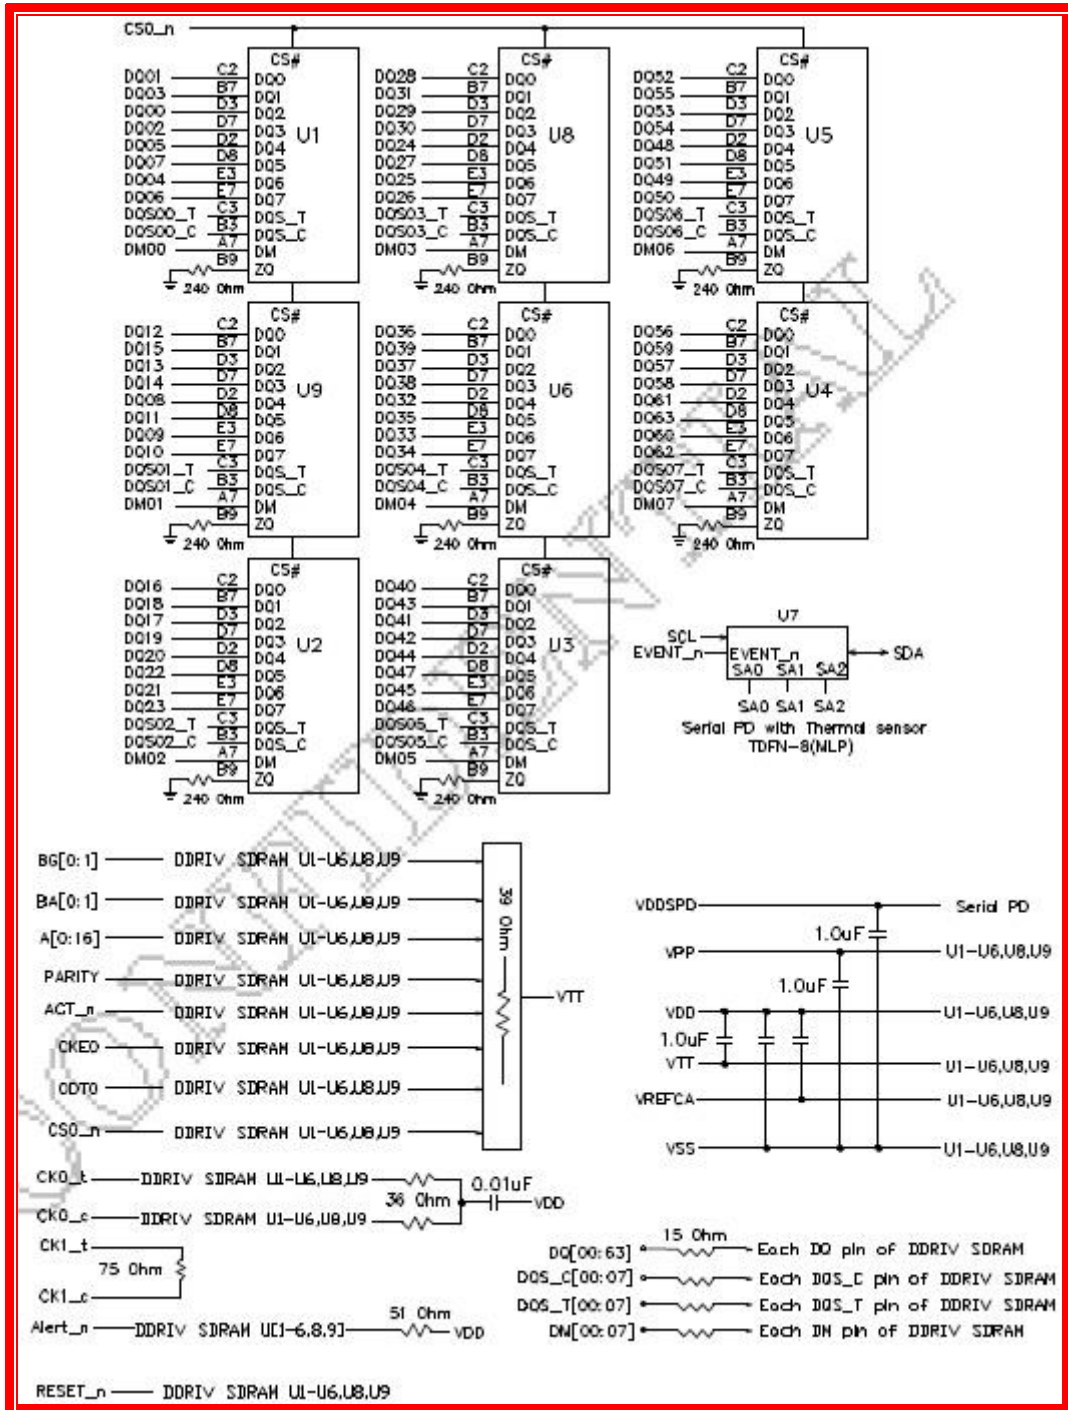 CS0_n
CS#
DQ01 C2 DQ0
DQ03 B7 DQ1
DQ00 D3 DQ2
DQ02 D7 DQ3
DQ05 D2 DQ4
DQ07 D8 DQ5
DQ04 E3 DQ6
DQ06 E7 DQ7
DQS00_T C3 DQS_T
DQS00_C B3 DQS_C
DM00 A7 DM
B9 ZQ
240 Ohm
U1
CS#
DQ28 C2 DQ0
DQ31 B7 DQ1
DQ29 D3 DQ2
DQ30 D7 DQ3
DQ24 D2 DQ4
DQ27 D8 DQ5
DQ25 E3 DQ6
DQ26 E7 DQ7
DQS03_T C3 DQS_T
DQS03_C B3 DQS_C
DM03 A7 DM
B9 ZQ
240 Ohm
U8
CS#
DQ52 C2 DQ0
DQ55 B7 DQ1
DQ53 D3 DQ2
DQ54 D7 DQ3
DQ48 D2 DQ4
DQ51 D8 DQ5
DQ49 E3 DQ6
DQ50 E7 DQ7
DQS06_T C3 DQS_T
DQS06_C B3 DQS_C
DM06 A7 DM
B9 ZQ
240 Ohm
U5
CS#
DQ12 C2 DQ0
DQ15 B7 DQ1
DQ13 D3 DQ2
DQ14 D7 DQ3
DQ08 D2 DQ4
DQ11 D8 DQ5
DQ09 E3 DQ6
DQ10 E7 DQ7
DQS01_T C3 DQS_T
DQS01_C B3 DQS_C
DM01 A7 DM
B9 ZQ
240 Ohm
U9
CS#
DQ36 C2 DQ0
DQ39 B7 DQ1
DQ37 D3 DQ2
DQ38 D7 DQ3
DQ32 D2 DQ4
DQ35 D8 DQ5
DQ33 E3 DQ6
DQ34 E7 DQ7
DQS04_T C3 DQS_T
DQS04_C B3 DQS_C
DM04 A7 DM
B9 ZQ
240 Ohm
U6
CS#
DQ56 C2 DQ0
DQ59 B7 DQ1
DQ57 D3 DQ2
DQ58 D7 DQ3
DQ61 D2 DQ4
DQ63 D8 DQ5
DQ60 E3 DQ6
DQ62 E7 DQ7
DQS07_T C3 DQS_T
DQS07_C B3 DQS_C
DM07 A7 DM
B9 ZQ
240 Ohm
U4
CS#
DQ16 C2 DQ0
DQ18 B7 DQ1
DQ17 D3 DQ2
DQ19 D7 DQ3
DQ20 D2 DQ4
DQ22 D8 DQ5
DQ21 E3 DQ6
DQ23 E7 DQ7
DQS02_T C3 DQS_T
DQS02_C B3 DQS_C
DM02 A7 DM
B9 ZQ
240 Ohm
U2
CS#
DQ40 C2 DQ0
DQ43 B7 DQ1
DQ41 D3 DQ2
DQ42 D7 DQ3
DQ44 D2 DQ4
DQ47 D8 DQ5
DQ45 E3 DQ6
DQ46 E7 DQ7
DQS05_T C3 DQS_T
DQS05_C B3 DQS_C
DM05 A7 DM
B9 ZQ
240 Ohm
U3
U7
SCL
EVENT_n EVENT_n SDA
SA0 SA1 SA2
SA0 SA1 SA2
Serial PD with Thermal sensor
TDFN-8(MLP)
BG[0:1] DDRIV SDRAM U1-U6,U8,U9
BA[0:1] DDRIV SDRAM U1-U6,U8,U9
A[0:16] DDRIV SDRAM U1-U6,U8,U9
PARITY DDRIV SDRAM U1-U6,U8,U9
ACT_n DDRIV SDRAM U1-U6,U8,U9
CKE0 DDRIV SDRAM U1-U6,U8,U9
ODT0 DDRIV SDRAM U1-U6,U8,U9
CS0_n DDRIV SDRAM U1-U6,U8,U9
39 Ohm
VTT
VDDSPD Serial PD
1.0uF
VPP U1-U6,U8,U9
1.0uF
VDD U1-U6,U8,U9
1.0uF
VTT U1-U6,U8,U9
VREFCA U1-U6,U8,U9
VSS U1-U6,U8,U9
CK0_t DDRIV SDRAM U1-U6,U8,U9
36 Ohm 0.01uF VDD
CK0_c DDRIV SDRAM U1-U6,U8,U9
CK1_t
75 Ohm
CK1_c
Alert_n DDRIV SDRAM U[1-6,8,9] 51 Ohm VDD
RESET_n DDRIV SDRAM U1-U6,U8,U9
15 Ohm
DQ[00:63] Each DQ pin of DDRIV SDRAM
DQS_C[00:07] Each DQS_C pin of DDRIV SDRAM
DQS_T[00:07] Each DQS_T pin of DDRIV SDRAM
DM[00:07] Each DM pin of DDRIV SDRAM
CONFIDENTIAL